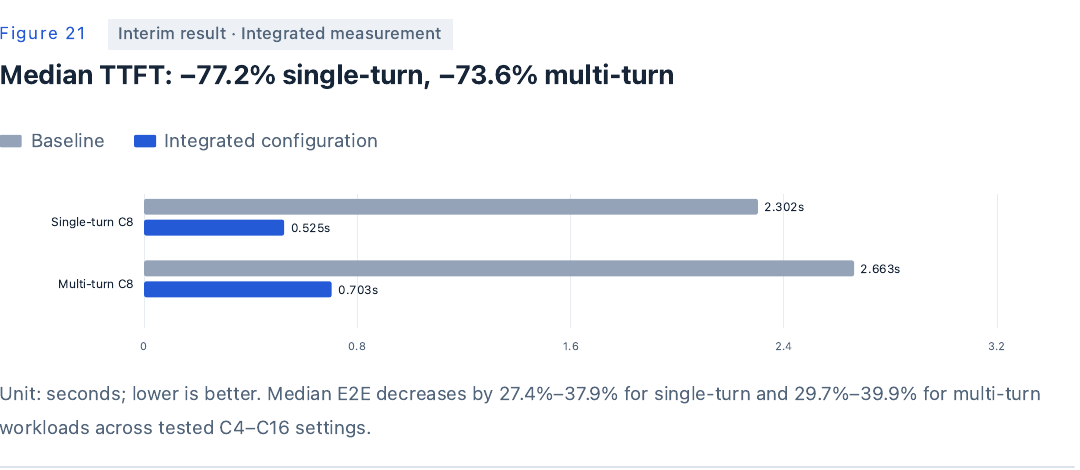 Figure 21
Interim result · Integrated measurement
Median TTFT: −77.2% single-turn, −73.6% multi-turn
Baseline
Integrated configuration
Single-turn C8
2.302s
0.525s
Multi-turn C8
2.663s
0.703s
0
0.8
1.6
2.4
3.2
Unit: seconds; lower is better. Median E2E decreases by 27.4%–37.9% for single-turn and 29.7%–39.9% for multi-turn
workloads across tested C4–C16 settings.